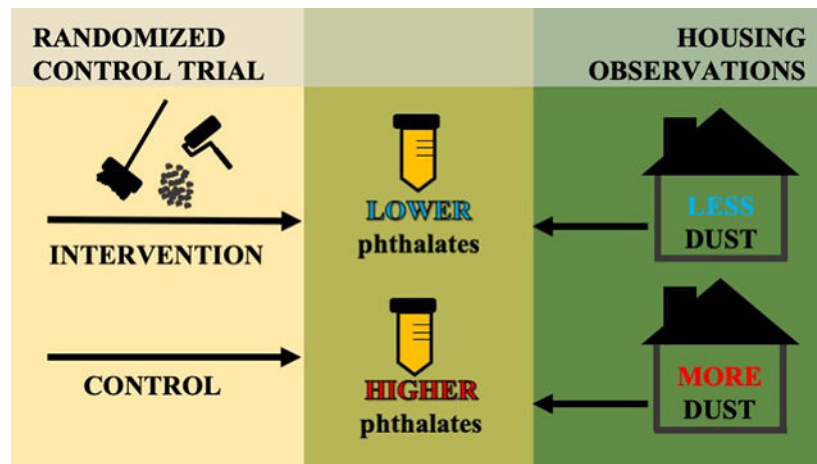 RANDOMIZED
CONTROL TRIAL
HOUSING
OBSERVATIONS
INTERVENTION
LOWER
phthalates
LESS
DUST
CONTROL
HIGHER
phthalates
MORE
DUST